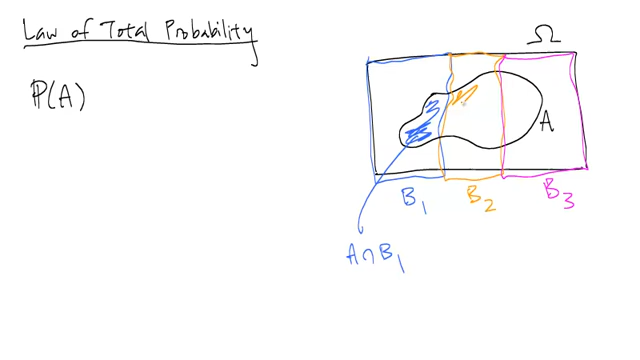 Law of Total Probability
ℙ(A)
Ω
A
B₁
B₂
B₃
A∩B₁